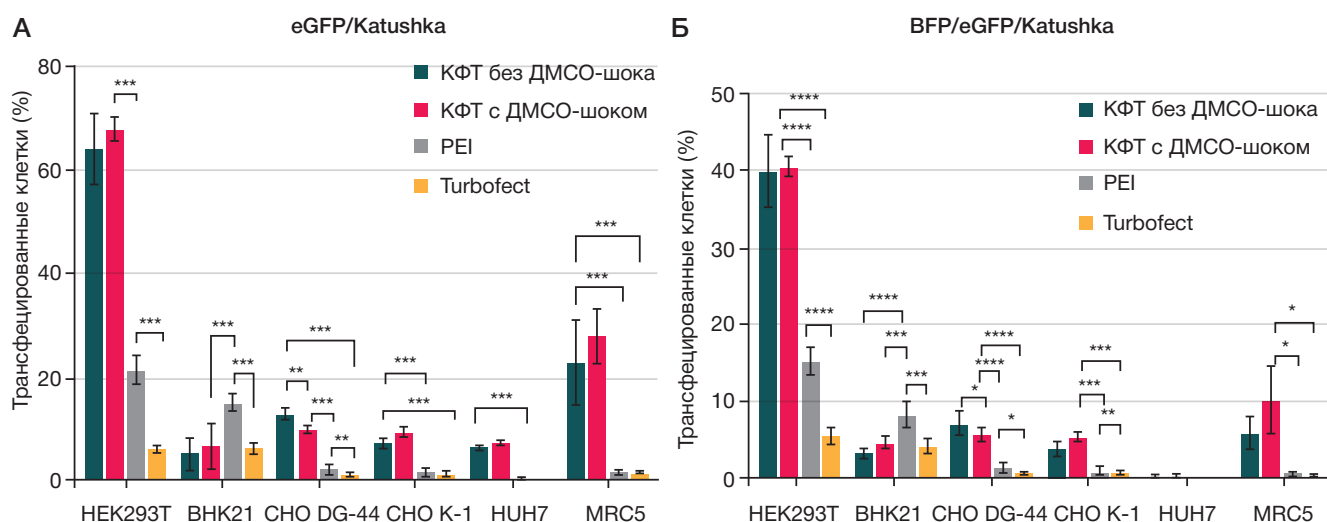 А
eGFP/Katushka
Трансфецированные клетки (%)
80
60
40
20
0
КФТ без ДМСО-шока
КФТ с ДМСО-шоком
PEI
Turbofect
***
***
***
***
***
**
***
**
***
***
***
***
***
HEK293T BHK21 CHO DG-44 CHO K-1 HUH7 MRC5
Б
BFP/eGFP/Katushka
Трансфецированные клетки (%)
50
40
30
20
10
0
КФТ без ДМСО-шока
КФТ с ДМСО-шоком
PEI
Turbofect
****
****
****
****
***
***
****
****
*
*
***
***
**
*
*
HEK293T BHK21 CHO DG-44 CHO K-1 HUH7 MRC5